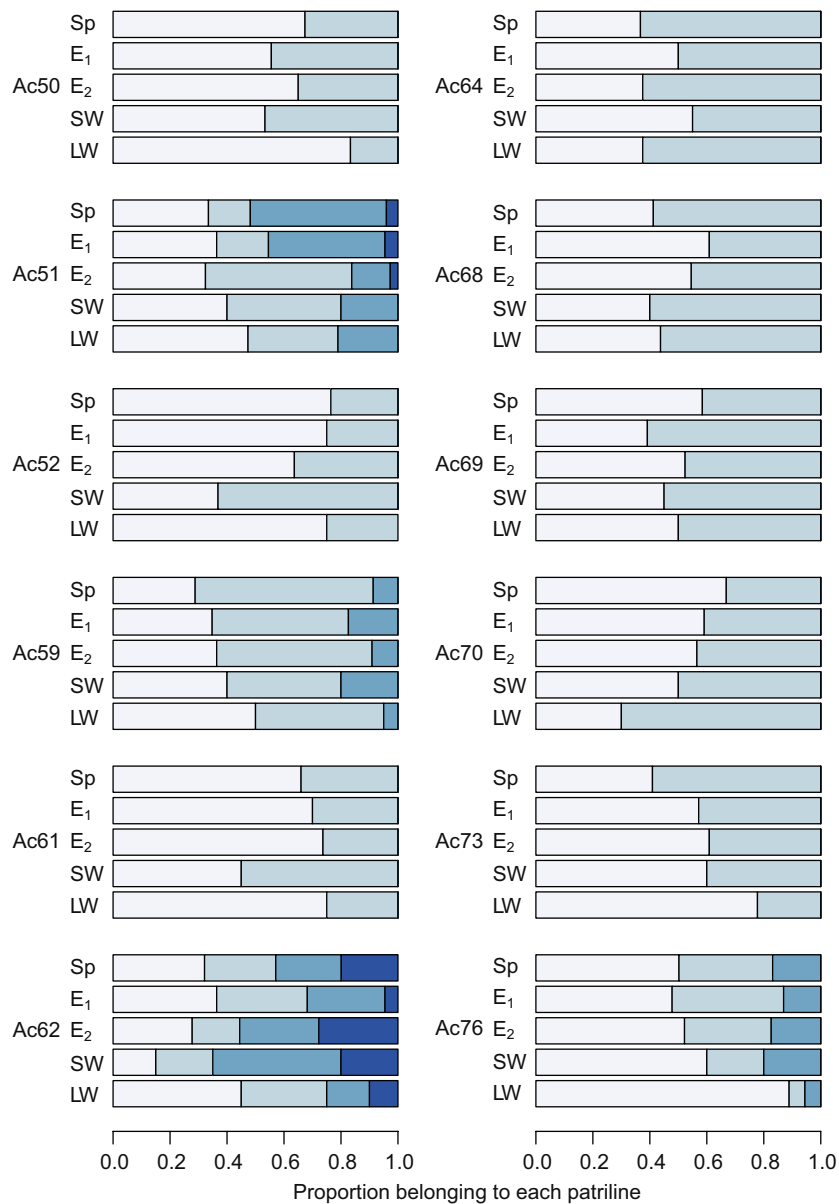 Sp
E₁
Ac50 E₂
SW
LW
Sp
E₁
Ac51 E₂
SW
LW
Sp
E₁
Ac52 E₂
SW
LW
Sp
E₁
Ac59 E₂
SW
LW
Sp
E₁
Ac61 E₂
SW
LW
Sp
E₁
Ac62 E₂
SW
LW
0.0 0.2 0.4 0.6 0.8 1.0
Sp
E₁
Ac64 E₂
SW
LW
Sp
E₁
Ac68 E₂
SW
LW
Sp
E₁
Ac69 E₂
SW
LW
Sp
E₁
Ac70 E₂
SW
LW
Sp
E₁
Ac73 E₂
SW
LW
Sp
E₁
Ac76 E₂
SW
LW
0.0 0.2 0.4 0.6 0.8 1.0
Proportion belonging to each patriline